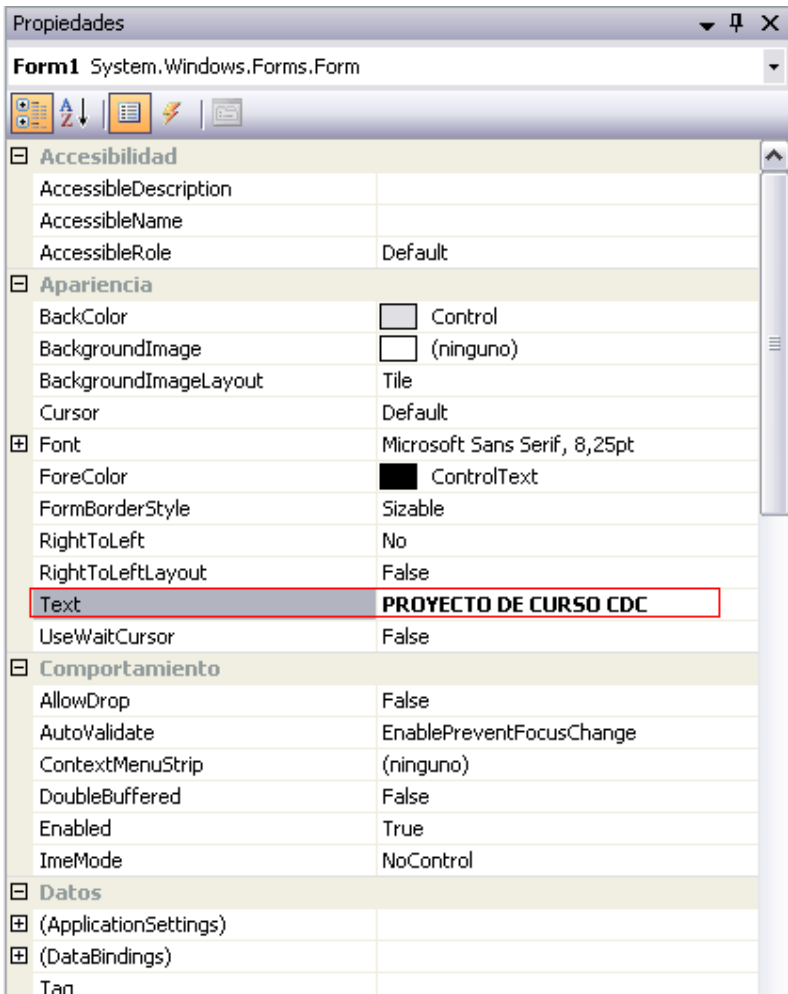 Propiedades
Form1 System.Windows.Forms.Form
Accesibilidad
AccessibleDescription
AccessibleName
AccessibleRole Default
Apariencia
BackColor Control
BackgroundImage (ninguno)
BackgroundImageLayout Tile
Cursor Default
Font Microsoft Sans Serif, 8,25pt
ForeColor ControlText
FormBorderStyle Sizable
RightToLeft No
RightToLeftLayout False
Text PROYECTO DE CURSO CDC
UseWaitCursor False
Comportamiento
AllowDrop False
AutoValidate EnablePreventFocusChange
ContextMenuStrip (ninguno)
DoubleBuffered False
Enabled True
ImeMode NoControl
Datos
(ApplicationSettings)
(DataBindings)
Tag